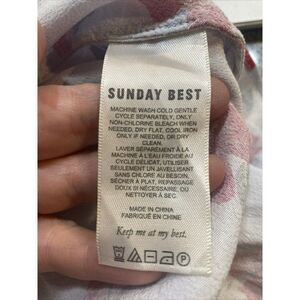 SUNDAY BEST
MACHINE WASH COLD GENTLE
CYCLE SEPARATELY, ONLY
NON-CHLORINE BLEACH WHEN
NEEDED, DRY FLAT, COOL IRON
ONLY IF NEEDED, OR DRY
CLEAN.
LAVER SÉPARÉMENT À LA
MACHINE À L'EAU FROIDE AU
CYCLE DÉLICAT, UTILISER
SEULEMENT UN JAVELLISANT
SANS CHLORE AU BESOIN,
SÉCHER À PLAT, REPASSAGE
DOUX SI NÉCESSAIRE, OU
NETTOYER À SEC.
MADE IN CHINA
FABRIQUÉ EN CHINE
Keep me at my best.
P